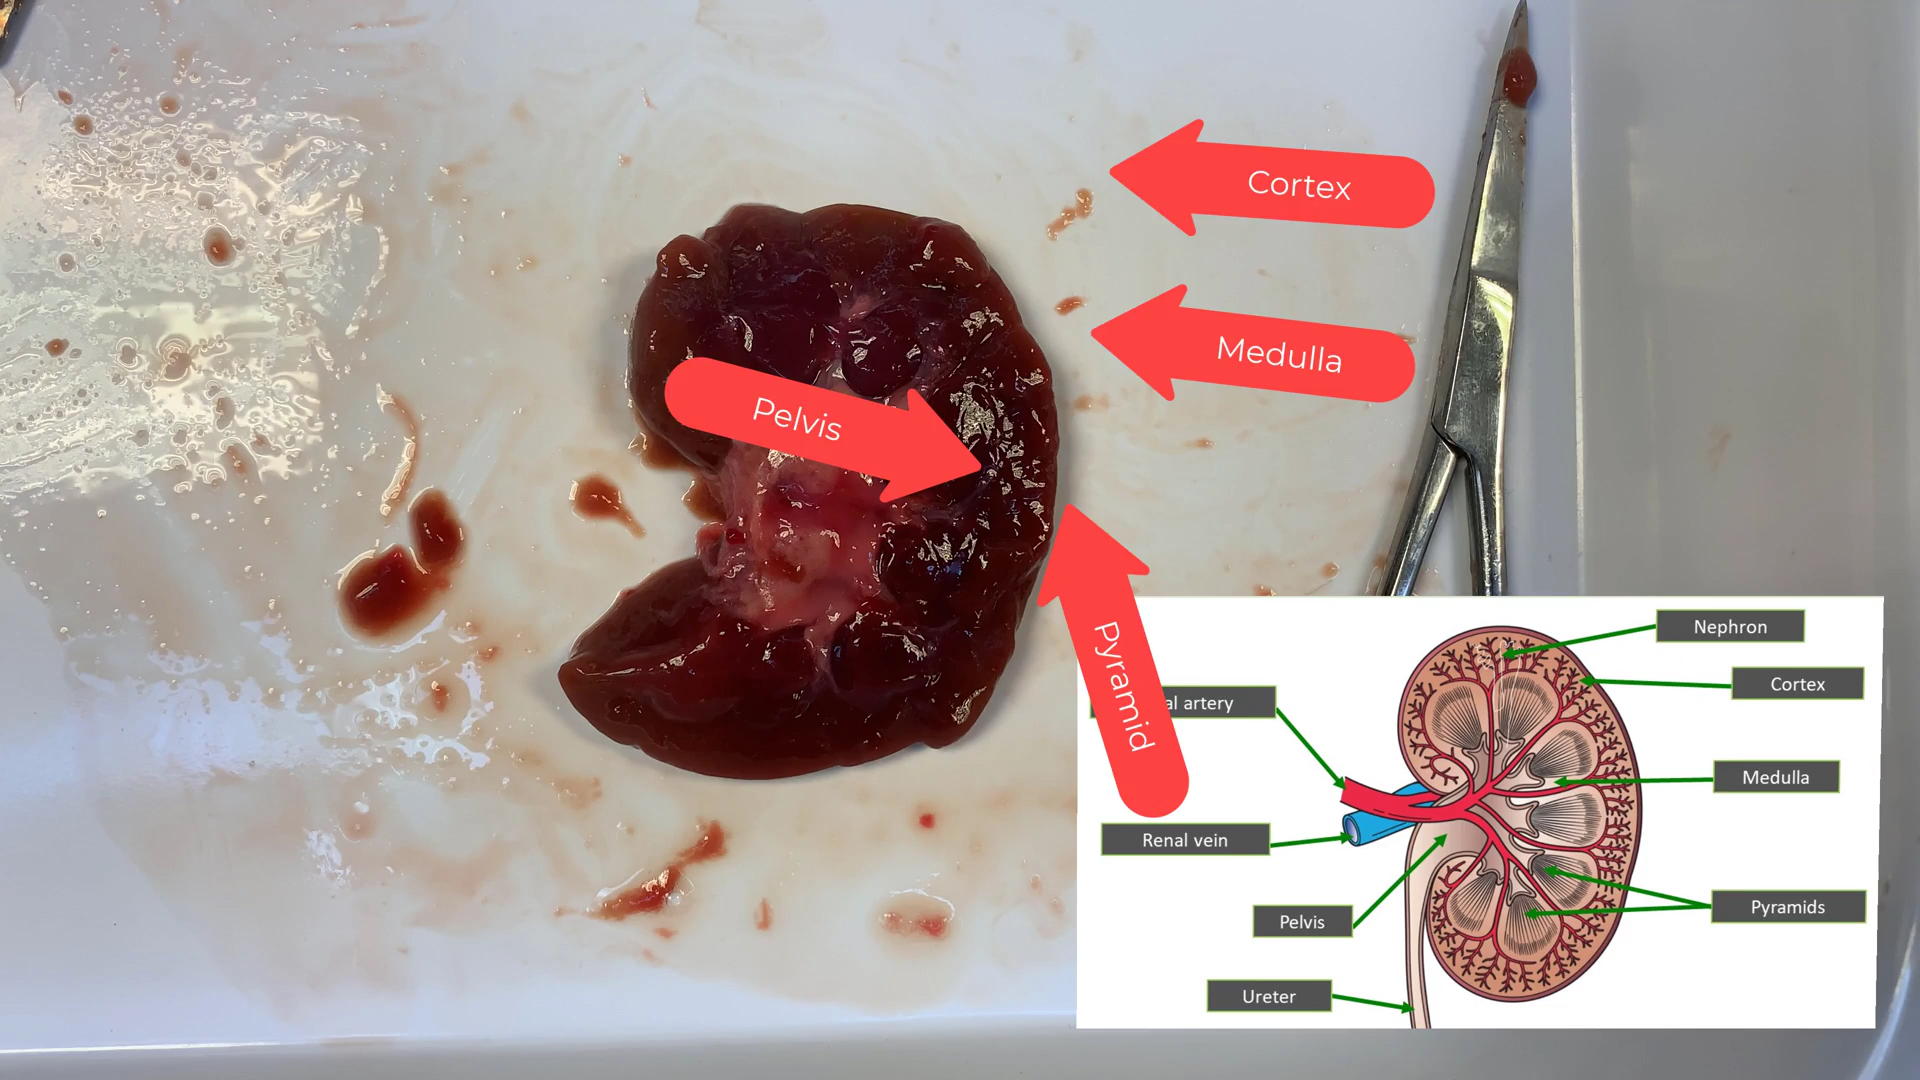 Cortex
Medulla
Pelvis
Pyramid
Nephron
Cortex
al artery
Medulla
Renal vein
Pyramids
Pelvis
Ureter